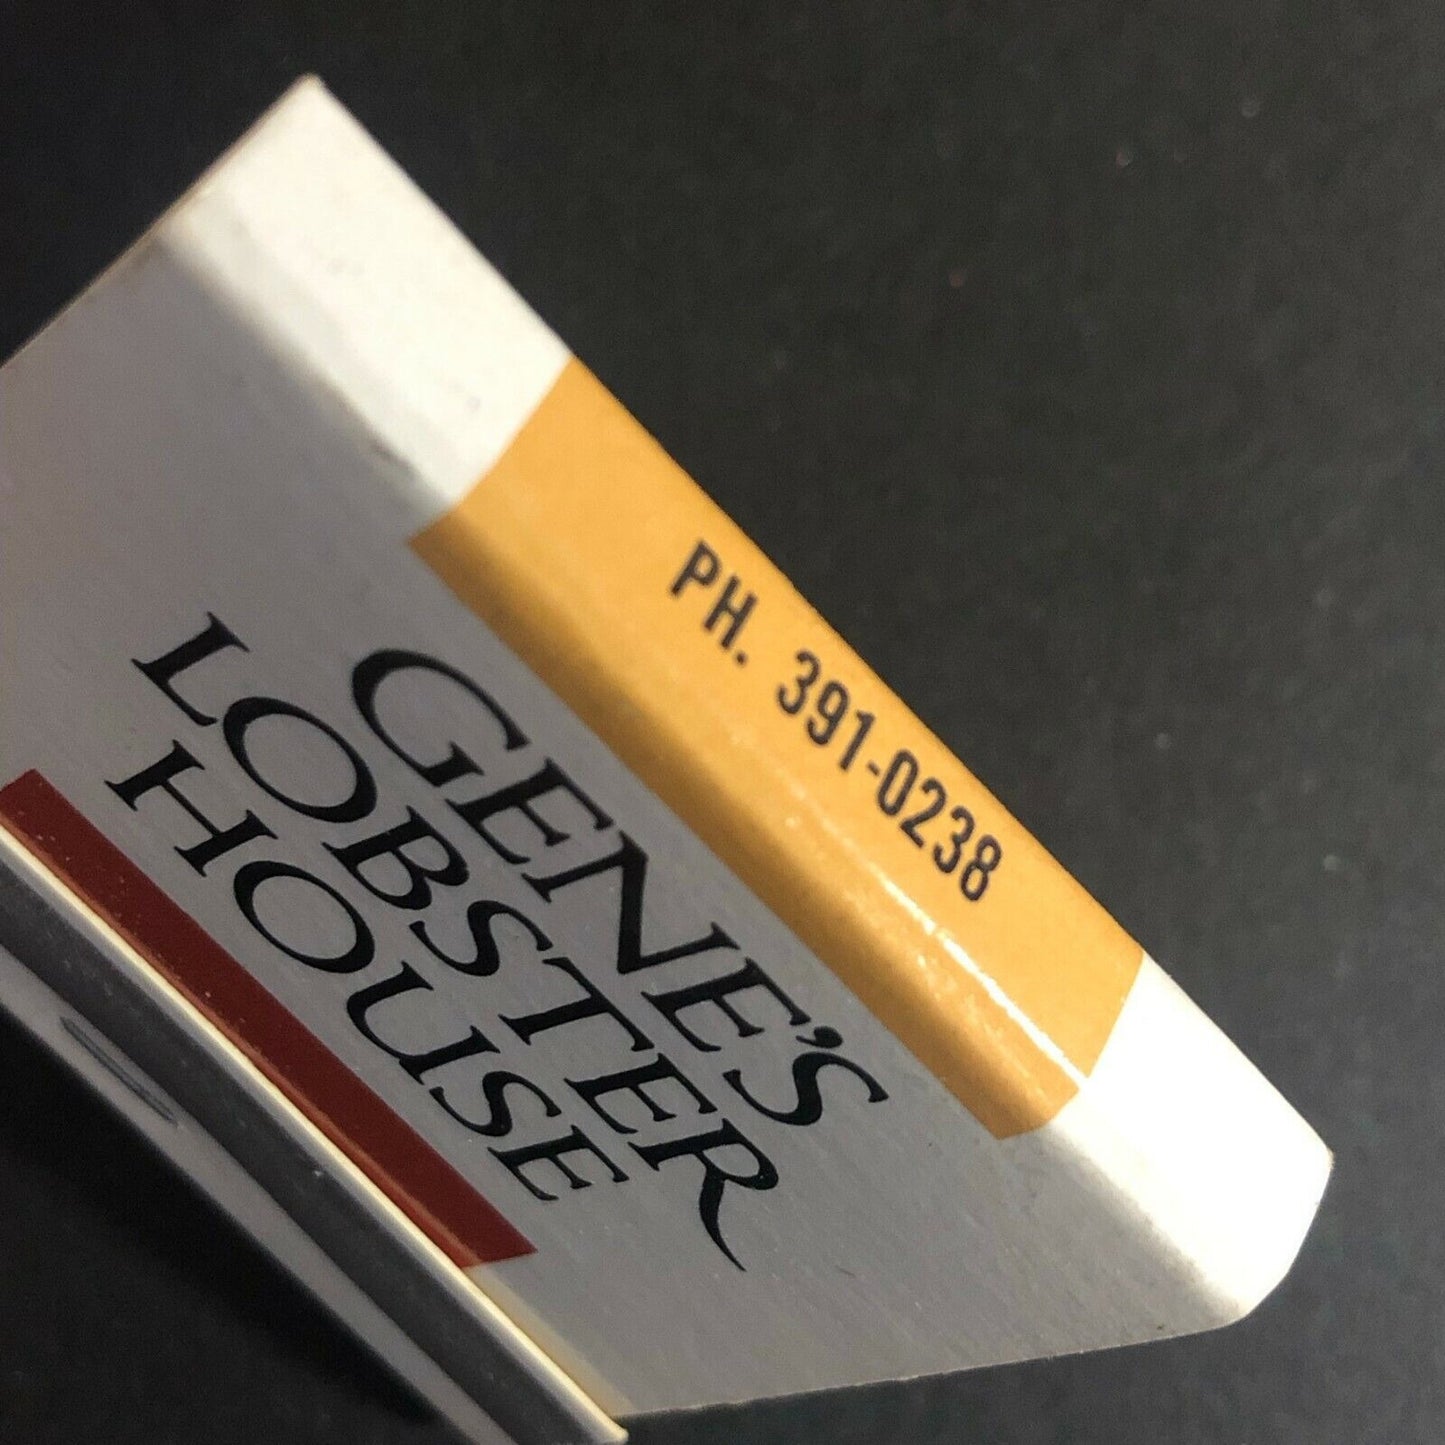 PH. 391-0238
GENE'S
LOBSTER
HOUSE